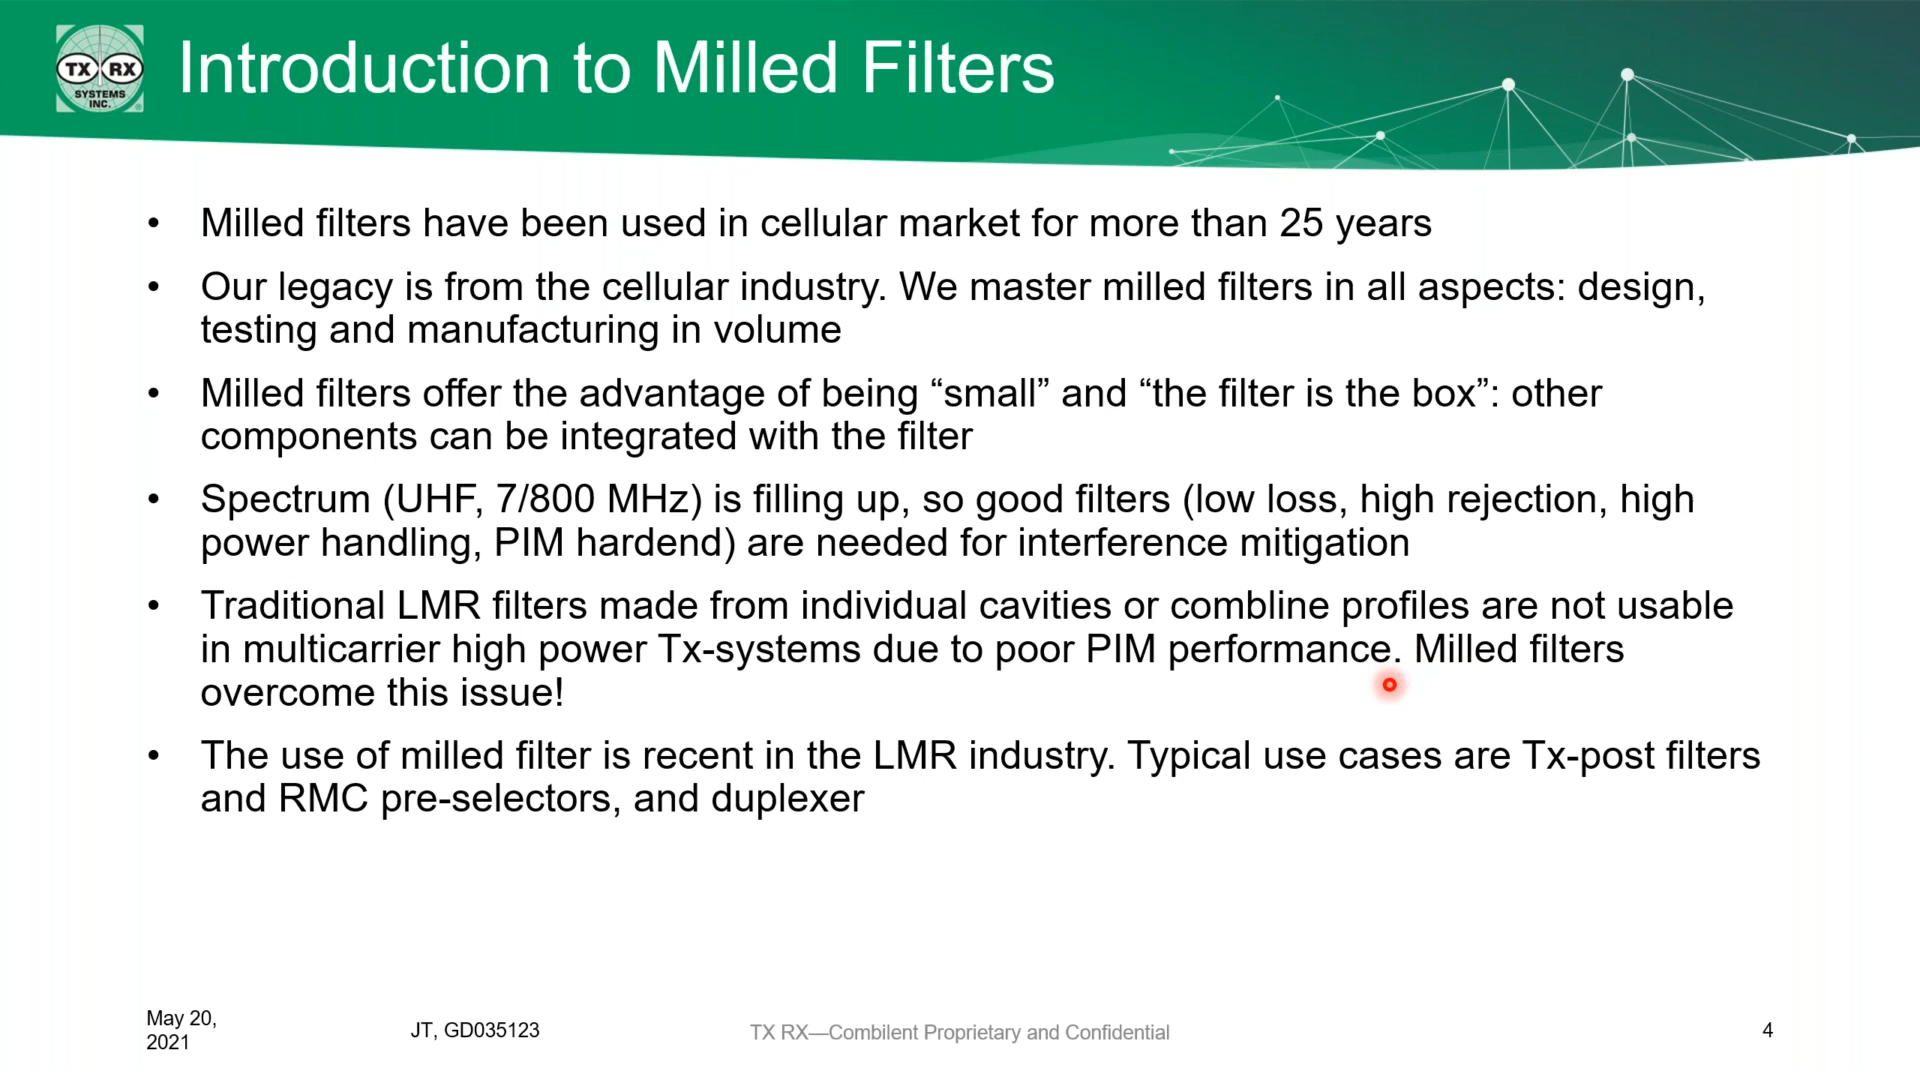 TX RX
SYSTEMS
INC.
Introduction to Milled Filters
• Milled filters have been used in cellular market for more than 25 years
• Our legacy is from the cellular industry. We master milled filters in all aspects: design,
testing and manufacturing in volume
• Milled filters offer the advantage of being “small” and “the filter is the box”: other
components can be integrated with the filter
• Spectrum (UHF, 7/800 MHz) is filling up, so good filters (low loss, high rejection, high
power handling, PIM hardend) are needed for interference mitigation
• Traditional LMR filters made from individual cavities or combline profiles are not usable
in multicarrier high power Tx-systems due to poor PIM performance. Milled filters
overcome this issue!
• The use of milled filter is recent in the LMR industry. Typical use cases are Tx-post filters
and RMC pre-selectors, and duplexer
May 20,
2021
JT, GD035123
TX RX—Combilent Proprietary and Confidential
4